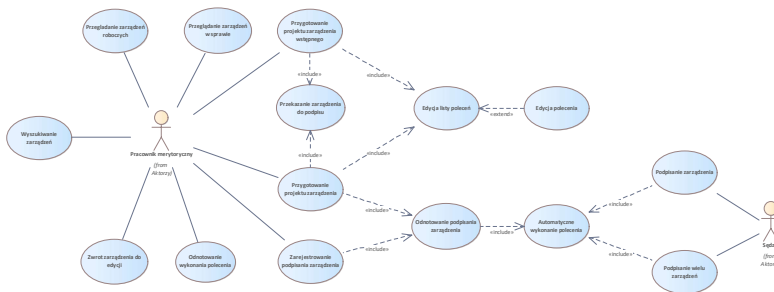 Przeglądanie zarządzeń
roboczych
Przeglądanie zarządzeń
w sprawie
Przygotowanie
projektu zarządzenia
wstępnego
«include»
«include»
Przekazanie zarządzenia
do podpisu
Edycja listy poleceń
«extend»
Edycja polecenia
Wyszukiwanie
zarządzeń
Pracownik merytoryczny
(from
Aktorzy)
«include»
«include»
Przygotowanie
projektu zarządzenia
«include»
Odnotowanie podpisania
zarządzenia
«include»
Automatyczne
wykonanie polecenia
«include»
Podpisanie zarządzenia
Zwrot zarządzenia do
edycji
Odnotowanie
wykonania polecenia
Zarejestrowanie
podpisania zarządzenia
«include»
«include»
Podpisanie wielu
zarządzeń
Sędz
(from
Aktor